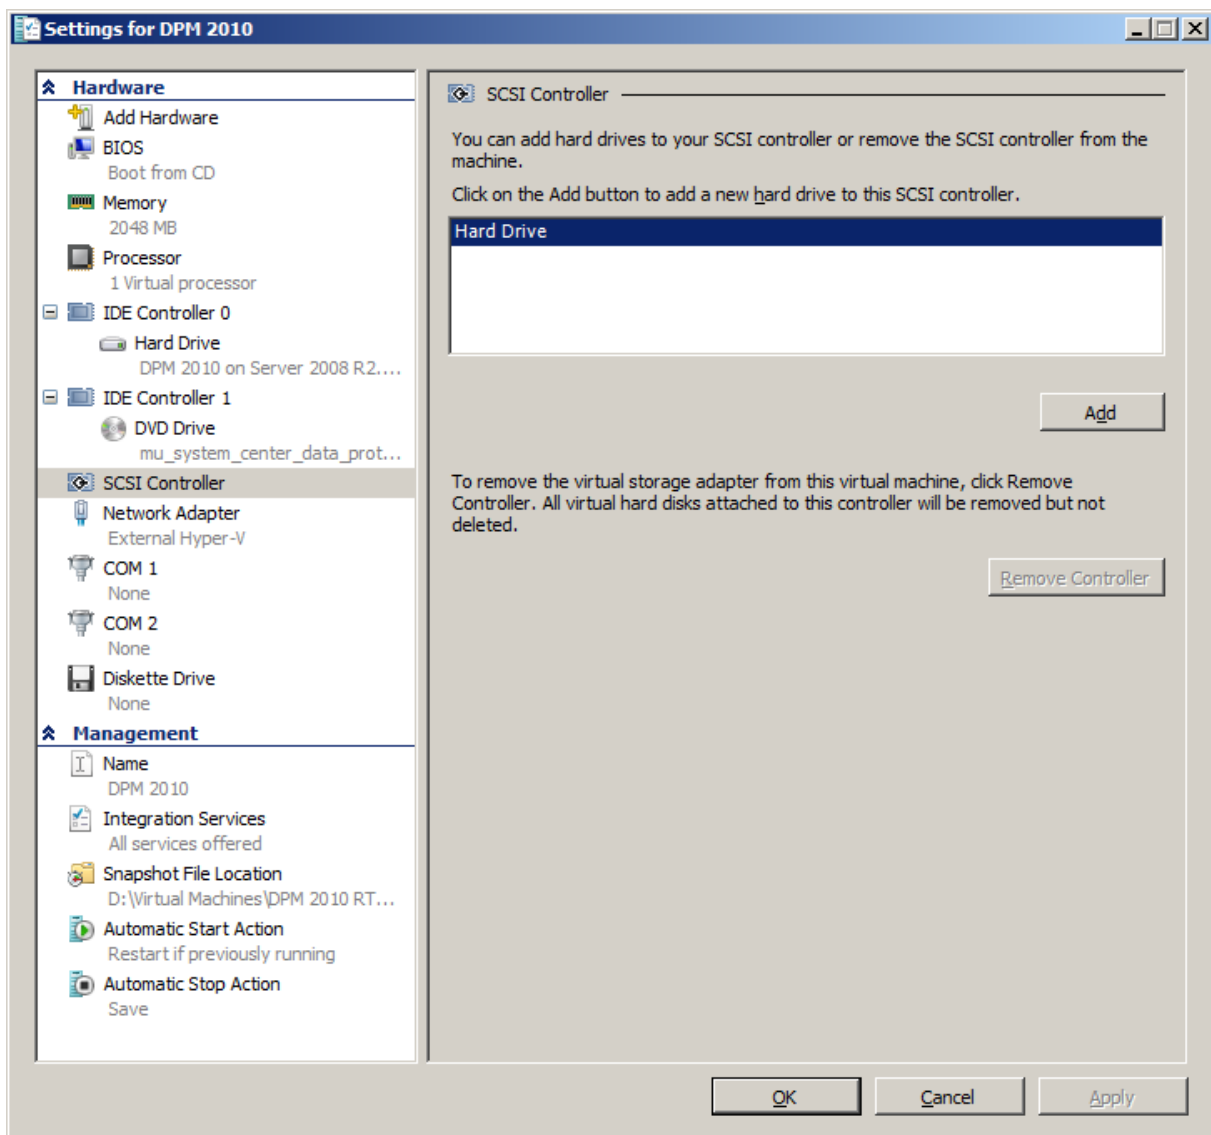 Settings for DPM 2010
Hardware
Add Hardware
BIOS
Boot from CD
Memory
2048 MB
Processor
1 Virtual processor
IDE Controller 0
Hard Drive
DPM 2010 on Server 2008 R2....
IDE Controller 1
DVD Drive
mu_system_center_data_prot...
SCSI Controller
Network Adapter
External Hyper-V
COM 1
None
COM 2
None
Diskette Drive
None
Management
Name
DPM 2010
Integration Services
All services offered
Snapshot File Location
D:\Virtual Machines\DPM 2010 RT...
Automatic Start Action
Restart if previously running
Automatic Stop Action
Save
SCSI Controller
You can add hard drives to your SCSI controller or remove the SCSI controller from the
machine.
Click on the Add button to add a new hard drive to this SCSI controller.
Hard Drive
Add
To remove the virtual storage adapter from this virtual machine, click Remove
Controller. All virtual hard disks attached to this controller will be removed but not
deleted.
Remove Controller
OK
Cancel
Apply